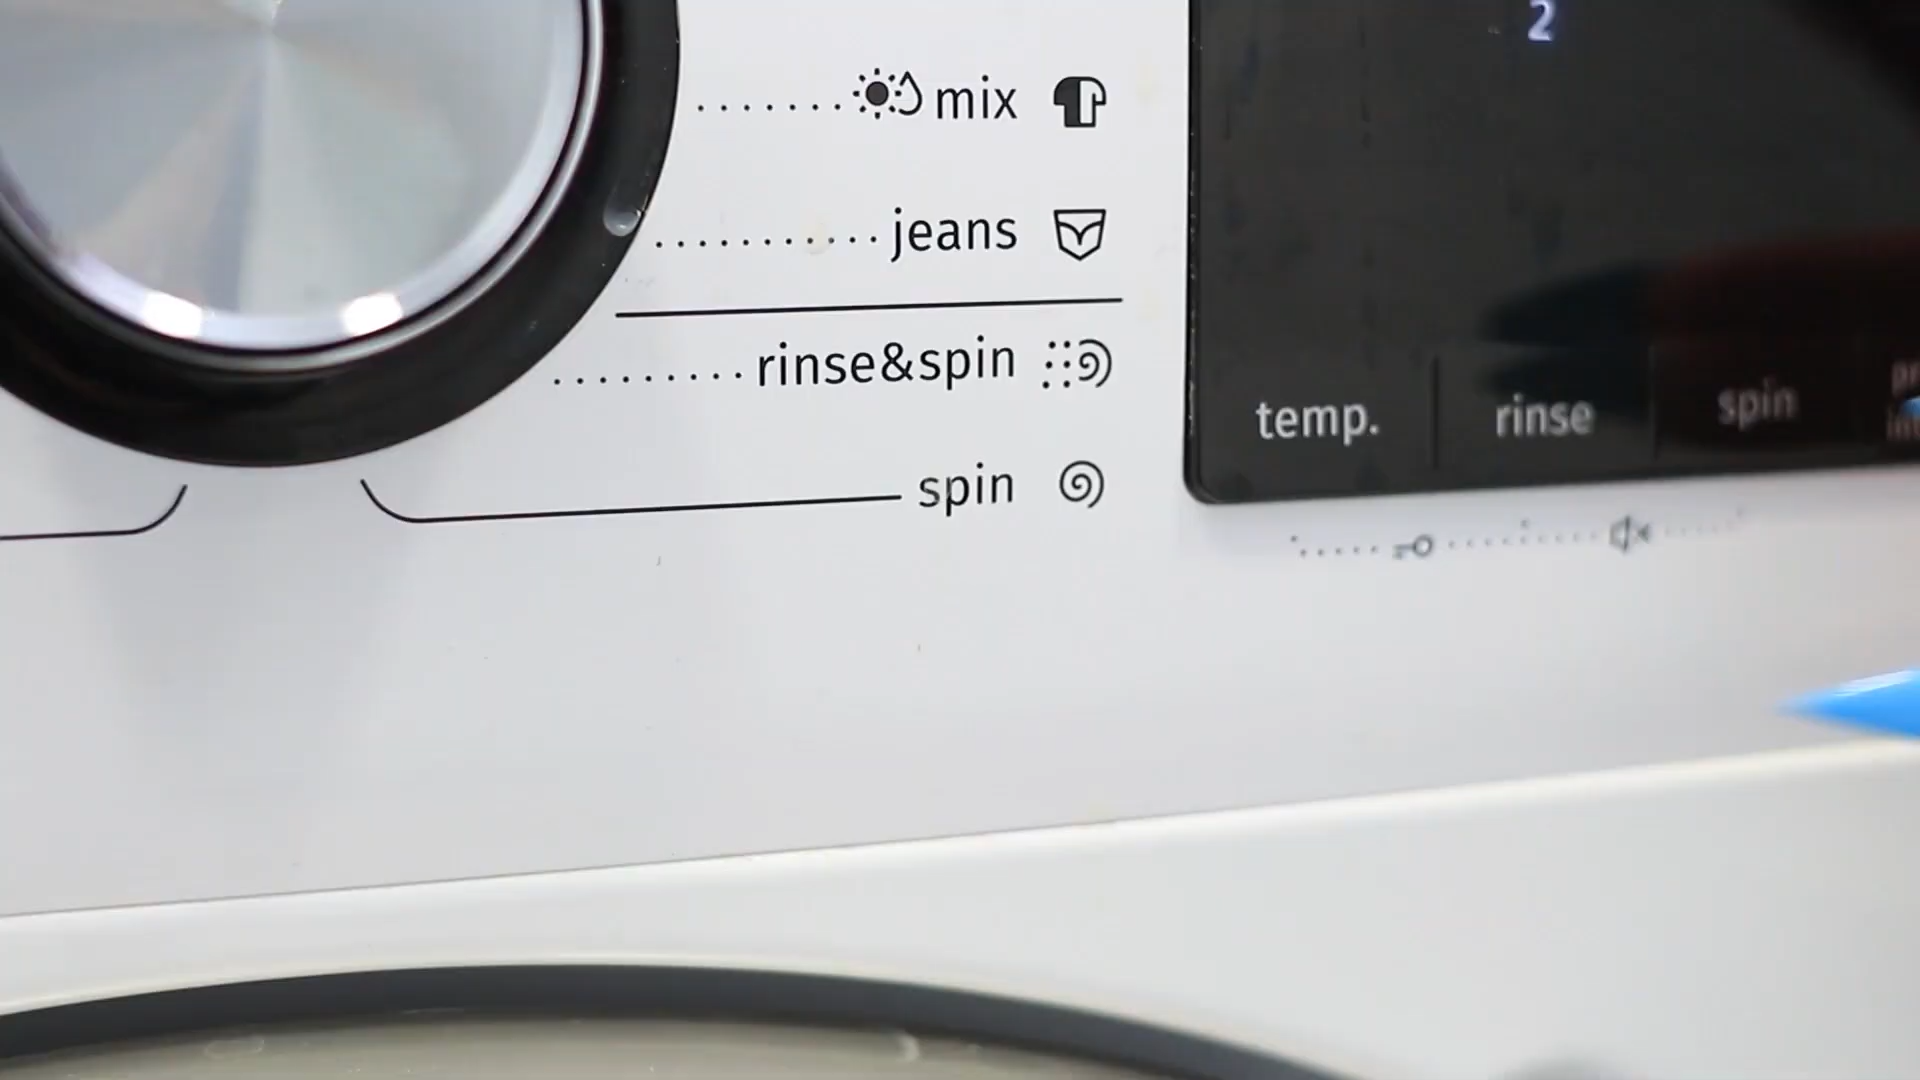 2
mix
jeans
rinse&spin
spin
temp. rinse spin